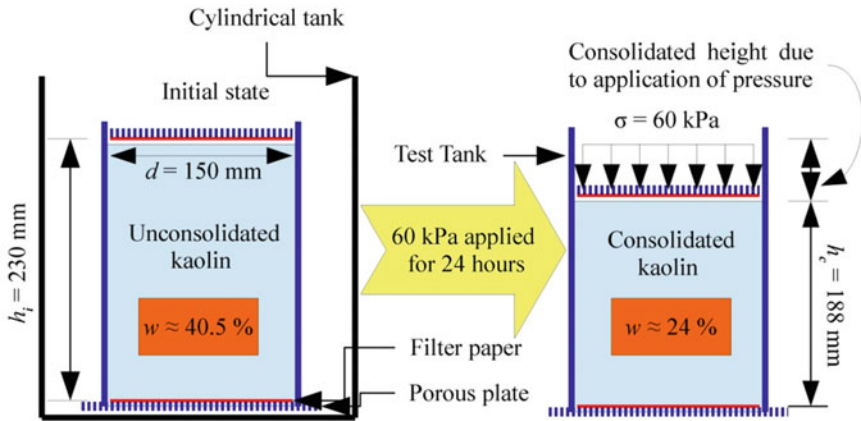 Cylindrical tank
Initial state
d = 150 mm
hᵢ = 230 mm
Unconsolidated
kaolin
w ≈ 40.5 %
60 kPa applied
for 24 hours
Filter paper
Porous plate
Consolidated height due
to application of pressure
σ = 60 kPa
Test Tank
Consolidated
kaolin
w ≈ 24 %
h_c = 188 mm